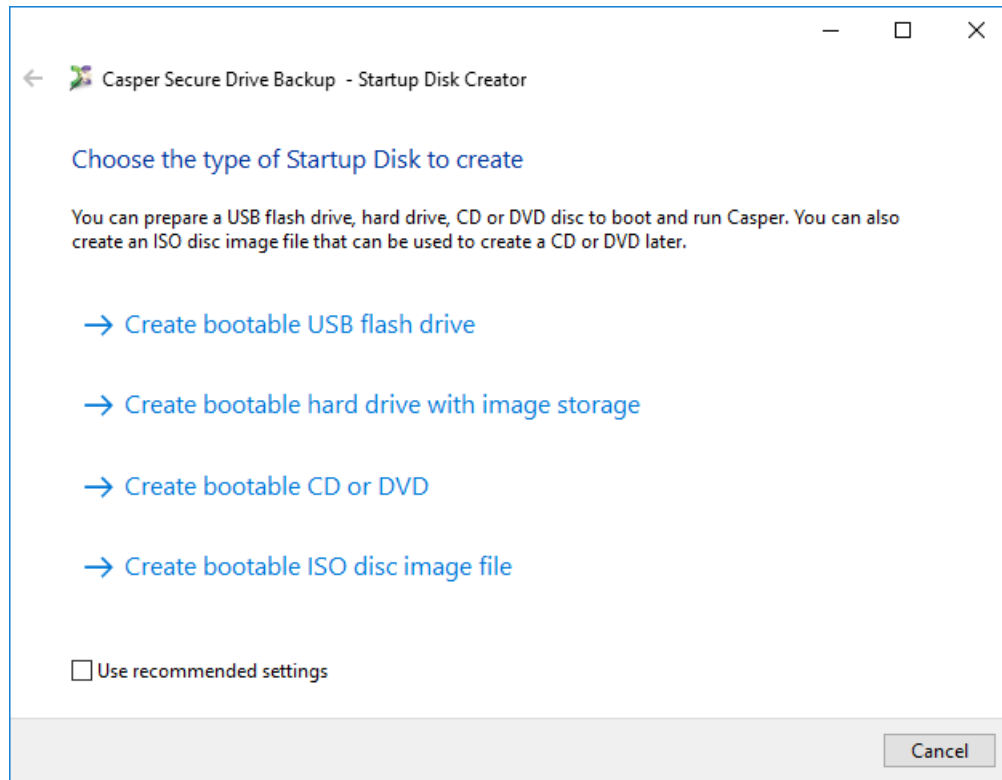 Casper Secure Drive Backup - Startup Disk Creator
Choose the type of Startup Disk to create
You can prepare a USB flash drive, hard drive, CD or DVD disc to boot and run Casper. You can also
create an ISO disc image file that can be used to create a CD or DVD later.
Create bootable USB flash drive
Create bootable hard drive with image storage
Create bootable CD or DVD
Create bootable ISO disc image file
Use recommended settings
Cancel